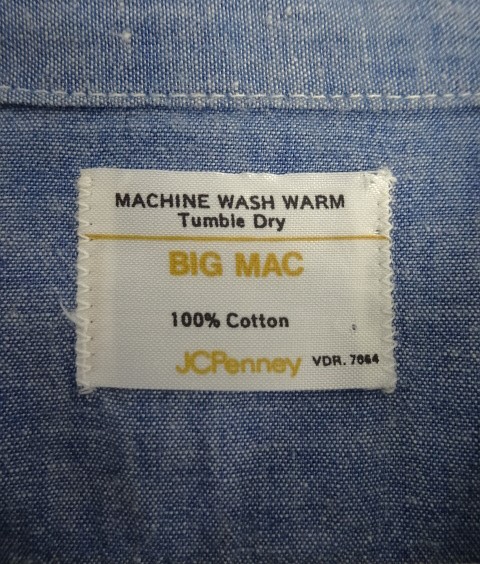 MACHINE WASH WARM
Tumble Dry
BIG MAC
100% Cotton
JCPenney VDR. 7064